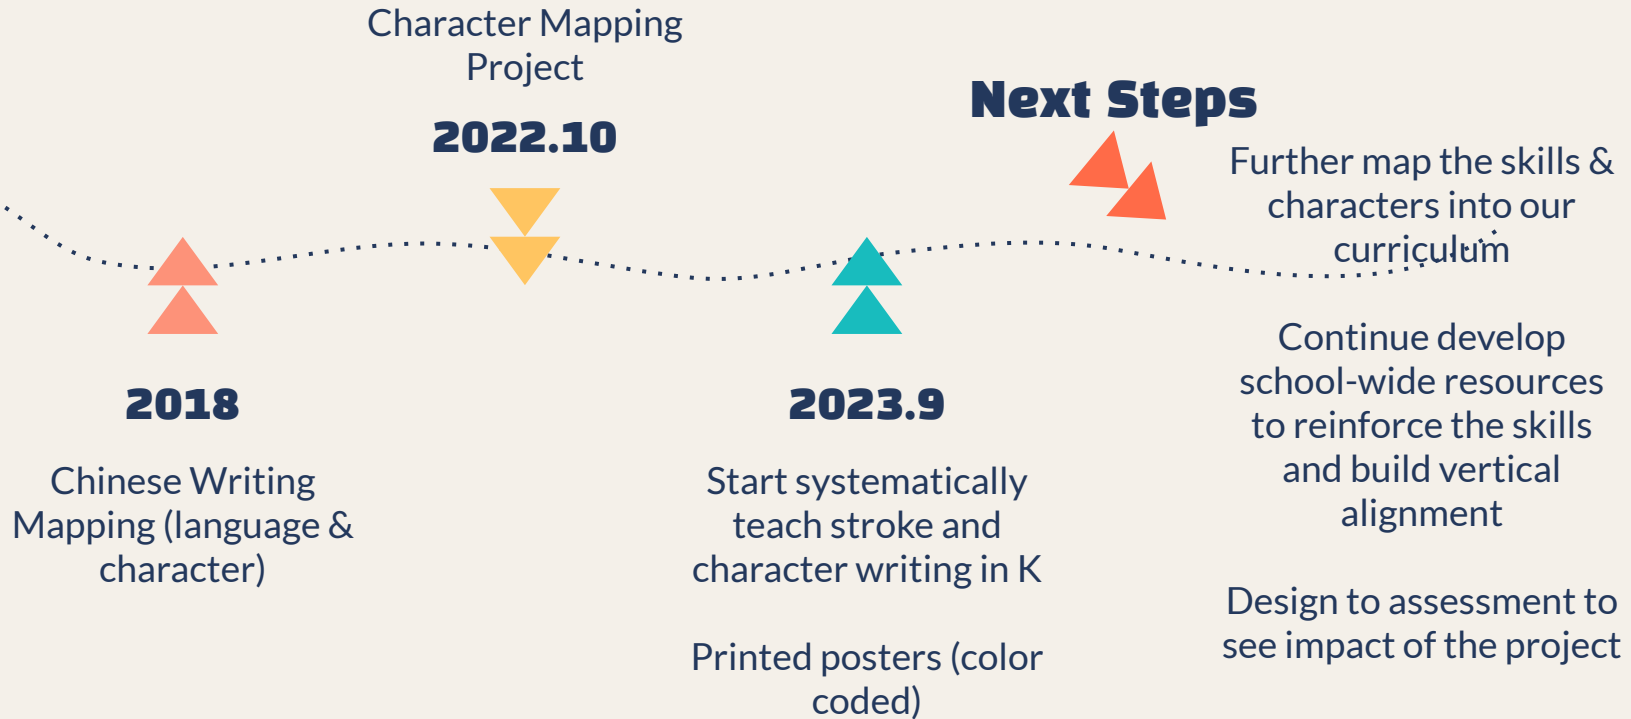 Character Mapping
Project
2022.10
2018
Chinese Writing
Mapping (language &
character)
2023.9
Start systematically
teach stroke and
character writing in K
Printed posters (color
coded)
Next Steps
Further map the skills &
characters into our
curriculum
Continue develop
school-wide resources
to reinforce the skills
and build vertical
alignment
Design to assessment to
see impact of the project